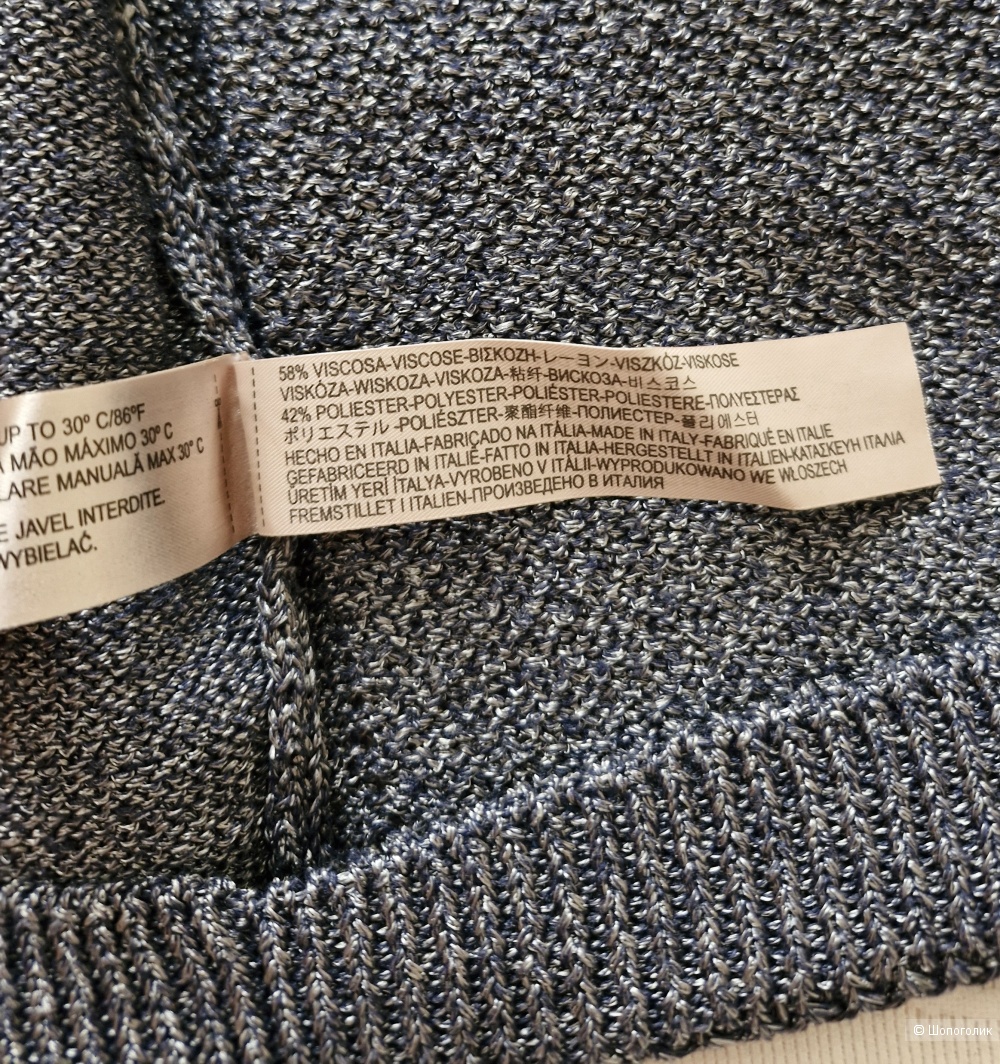 UP TO 30º C/86ºF
MÃO MÁXIMO 30º C
LARE MANUALĂ MAX 30º C
E JAVEL INTERDITE.
WYBIELAĆ.
58% VISCOSA-VISCOSE-ΒΙΣΚΟΖΗ-レーヨン-VISZKÓZ-VISKOSE
VISKÓZA-WISKOZA-VISKOZA-粘纤-ВИСКОЗА-비스코스
42% POLIESTER-POLYESTER-POLIÉSTER-POLIESTERE-ΠΟΛΥΕΣΤΕΡΑΣ
ポリエステル -POLIÉSZTER-聚酯纤维-ПОЛИЕСТЕР-폴리에스터
HECHO EN ITALIA-FABRICADO NA ITÁLIA-MADE IN ITALY-FABRIQUÉ EN ITALIE
GEFABRICEERD IN ITALIË-FATTO IN ITALIA-HERGESTELLT IN ITALIEN-ΚΑΤΑΣΚΕΥΗ ΙΤΑΛΙΑ
ÜRETİM YERİ İTALYA-VYROBENO V ITÁLII-WYPRODUKOWANO WE WŁOSZECH
FREMSTILLET I ITALIEN-ПРОИЗВЕДЕНО В ИТАЛИЯ
© Шопоголик